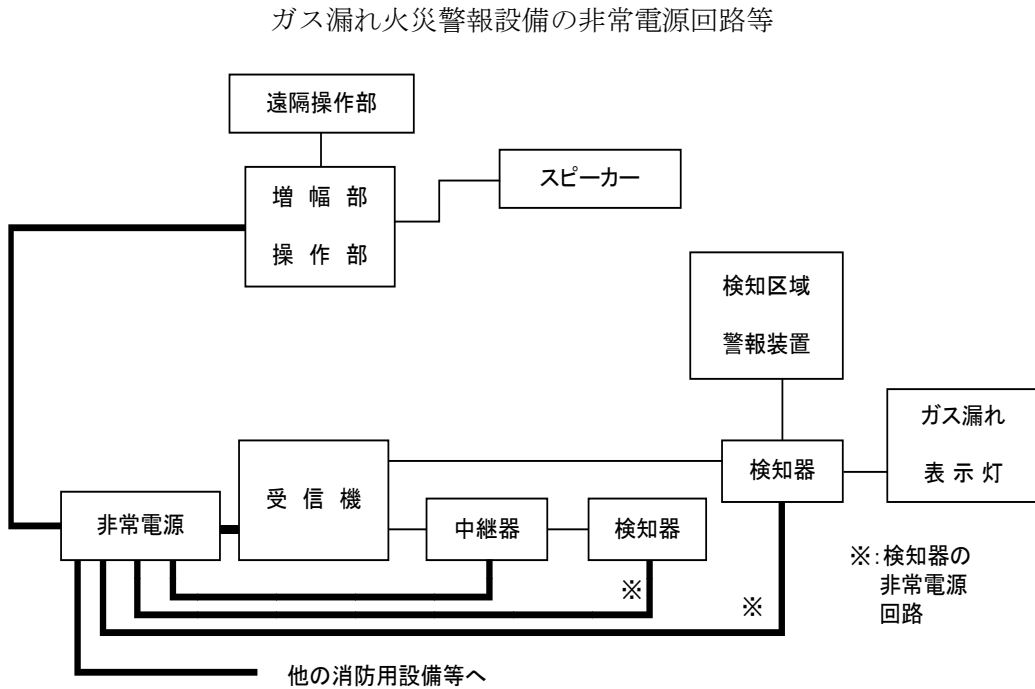 ガス漏れ火災警報設備の非常電源回路等
遠隔操作部
増幅部
操作部
スピーカー
検知区域
警報装置
ガス漏れ
表示灯
検知器
受信機
非常電源
中継器
検知器
※:検知器の
非常電源
回路
※
※
他の消防用設備等へ